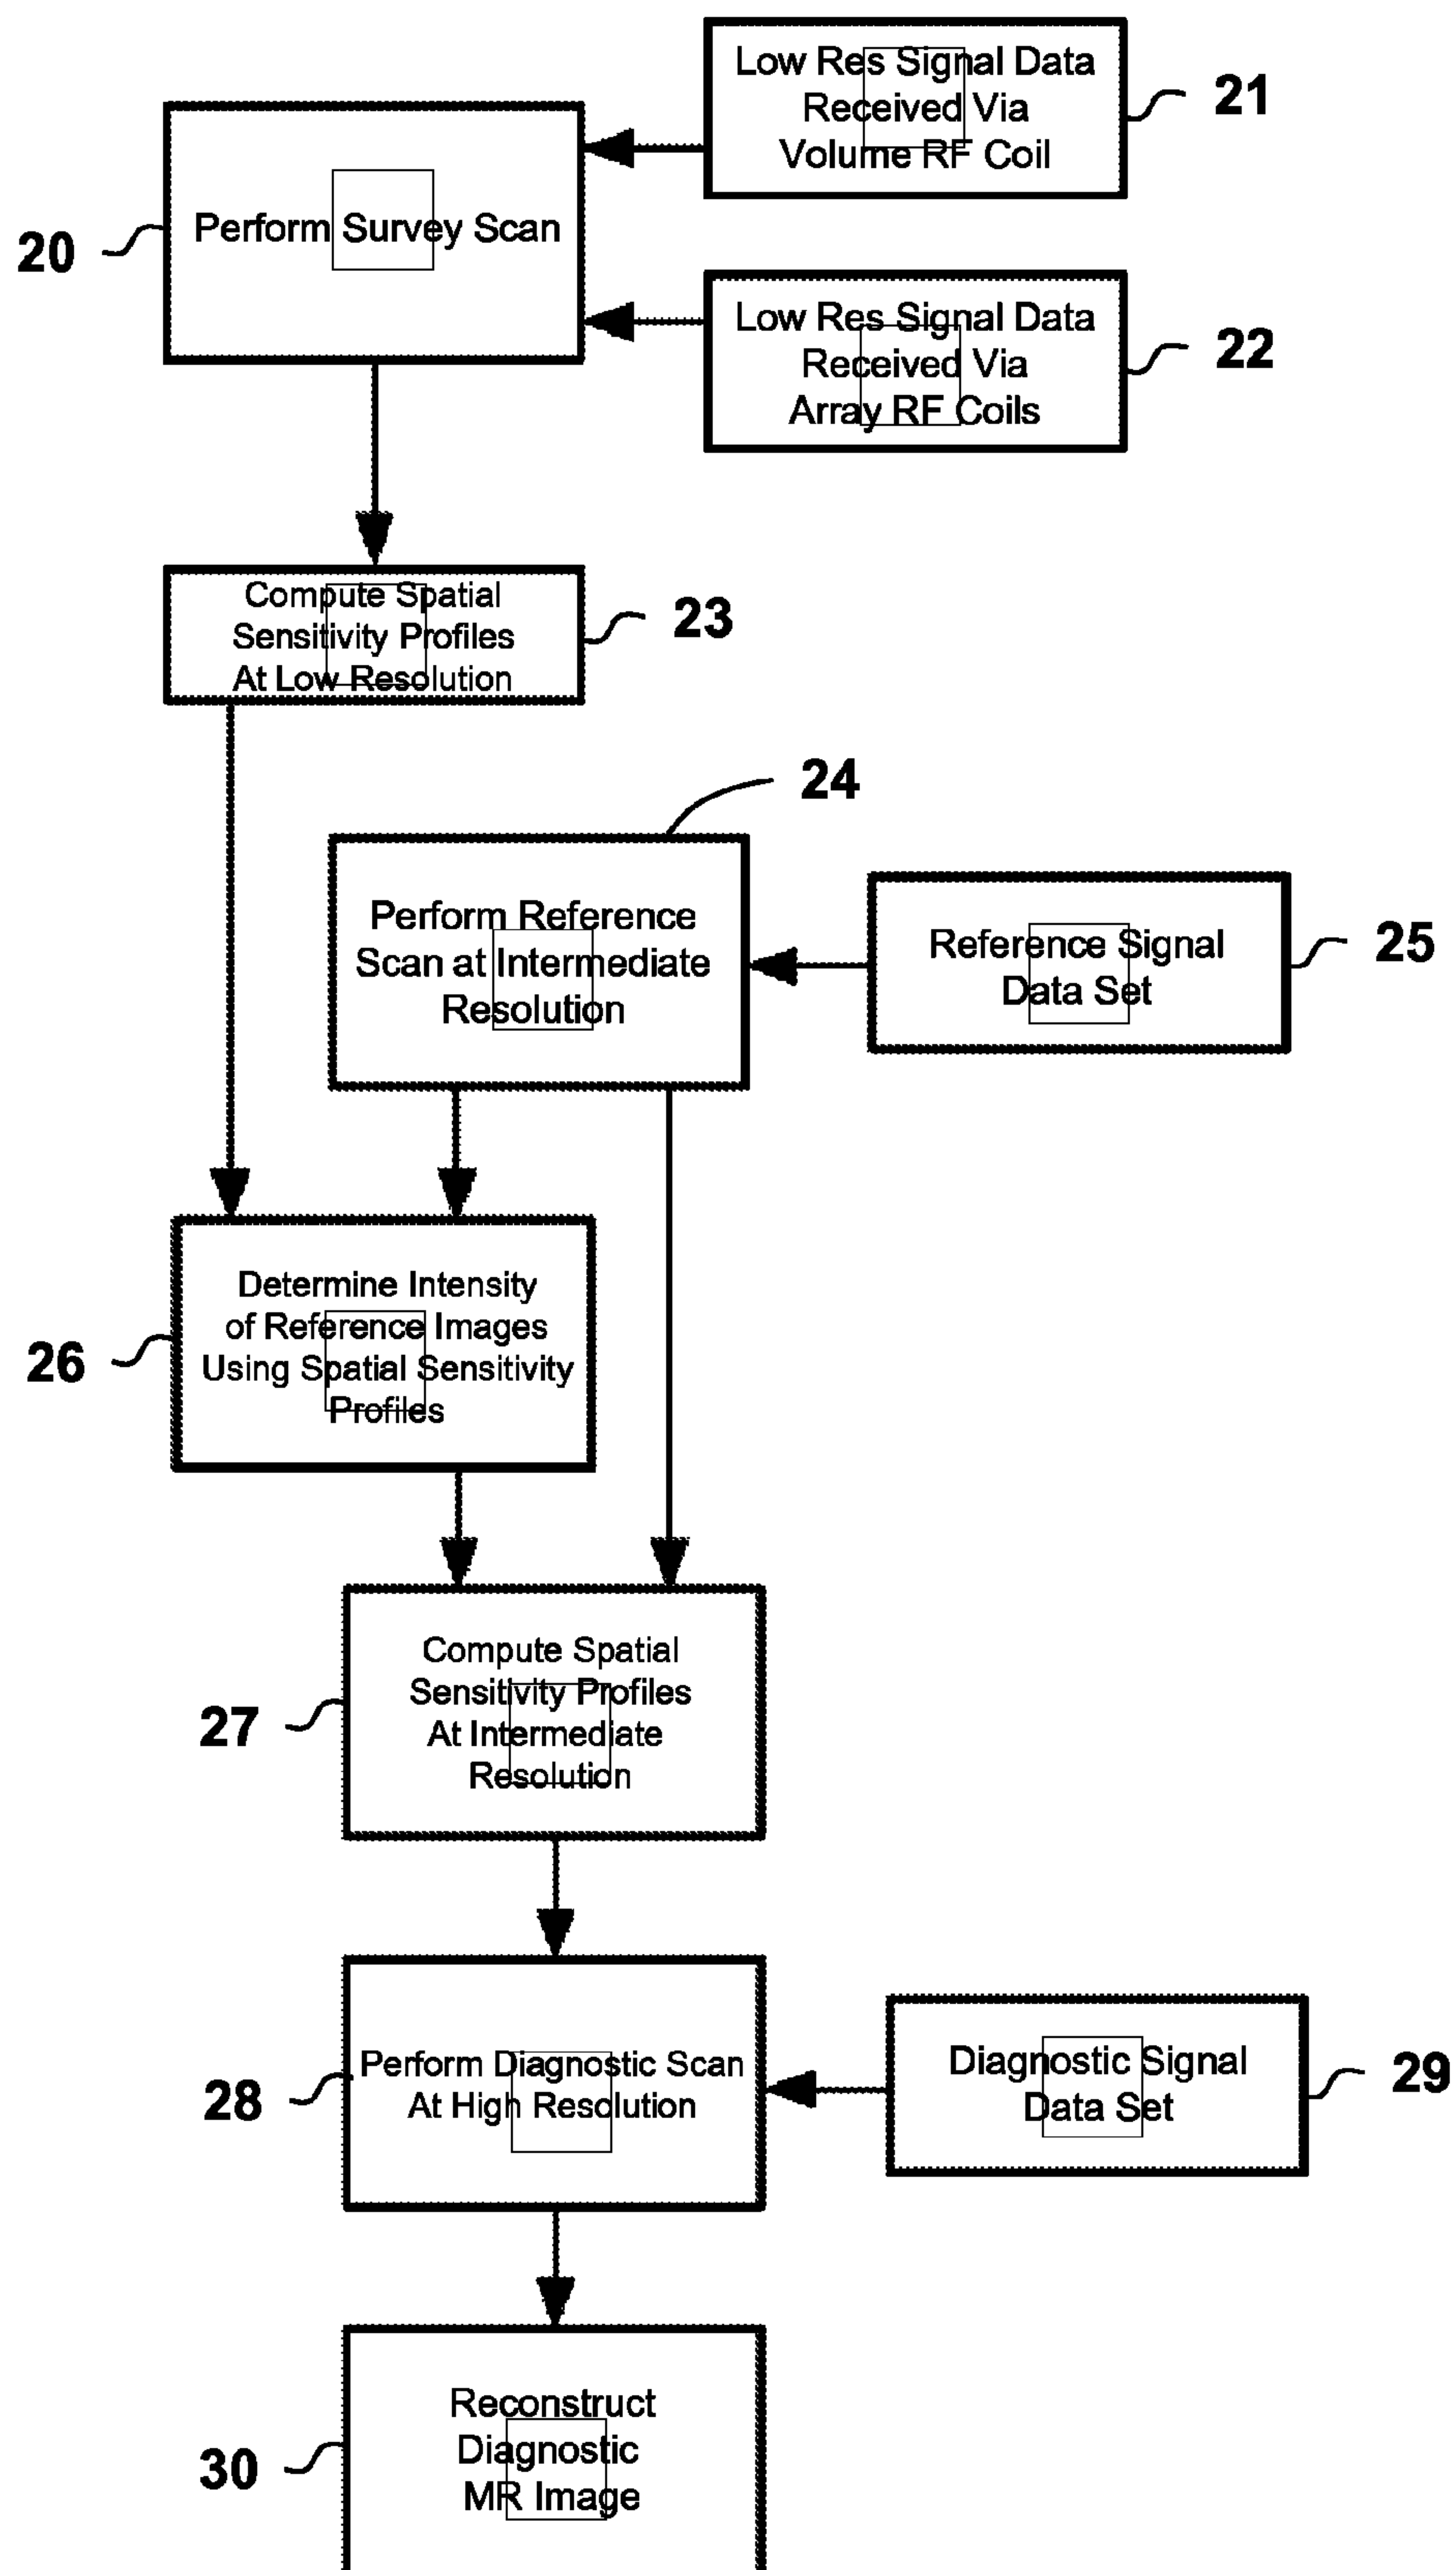 Low Res Signal Data
Received Via
Volume RF Coil
21
Perform Survey Scan
20
Low Res Signal Data
Received Via
Array RF Coils
22
Compute Spatial
Sensitivity Profiles
At Low Resolution
23
24
Perform Reference
Scan at Intermediate
Resolution
Reference Signal
Data Set
25
Determine Intensity
of Reference Images
Using Spatial Sensitivity
Profiles
26
Compute Spatial
Sensitivity Profiles
At Intermediate
Resolution
27
Perform Diagnostic Scan
At High Resolution
28
Diagnostic Signal
Data Set
29
Reconstruct
Diagnostic
MR Image
30